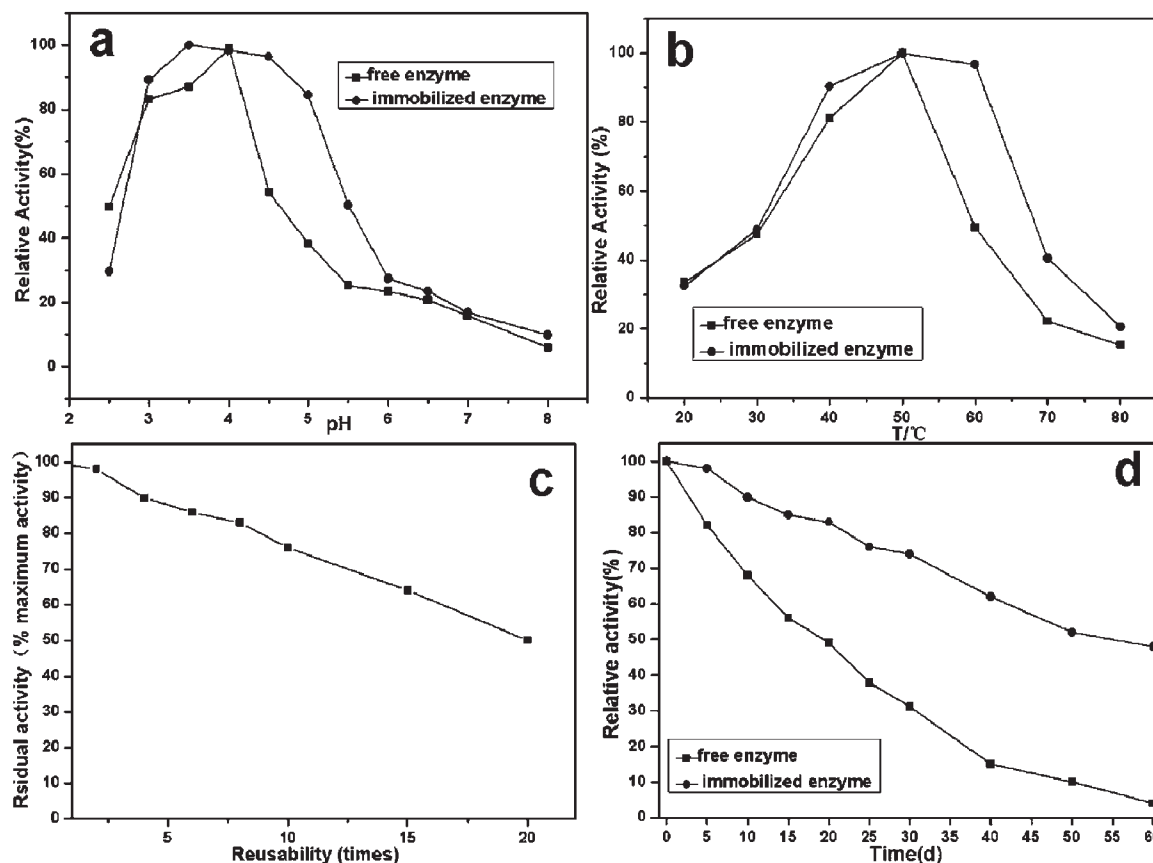 a
100
80
60
40
20
0
Relative Activity(%)
free enzyme
immobilized enzyme
2 3 4 5 6 7 8
pH
b
100
80
60
40
20
0
Relative Activity (%)
free enzyme
immobilized enzyme
20 30 40 50 60 70 80
T/℃
c
100
90
80
70
60
50
40
30
20
10
0
Rsidual activity (% maximum activity)
5 10 15 20
Reusability (times)
d
100
90
80
70
60
50
40
30
20
10
0
Relative activity(%)
free enzyme
immobilized enzyme
0 5 10 15 20 25 30 35 40 45 50 55 60
Time(d)